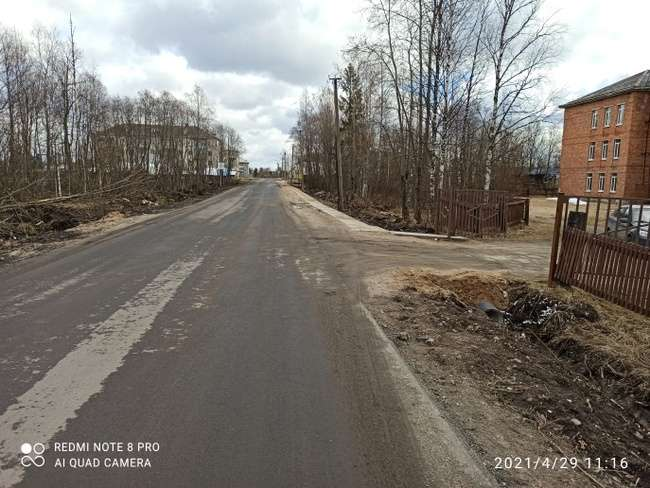 REDMI NOTE 8 PRO
AI QUAD CAMERA
2021/4/29 11:16